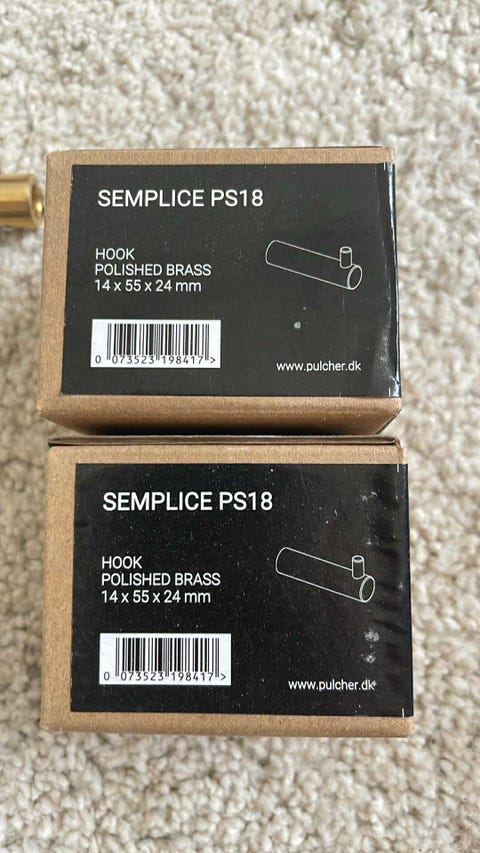 SEMPLICE PS18
HOOK
POLISHED BRASS
14 x 55 x 24 mm
0 073523 198417 >
www.pulcher.dk
SEMPLICE PS18
HOOK
POLISHED BRASS
14 x 55 x 24 mm
0 073523 198417 >
www.pulcher.dk